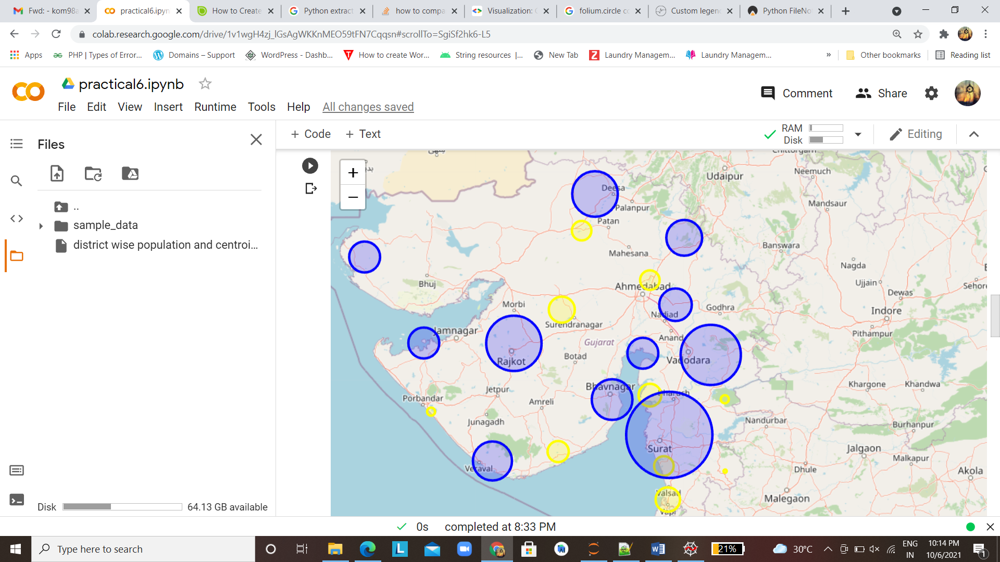 Fwd: - kom98a
practical6.ipyn
How to Create
Python extract
how to compa
Visualization:
folium.circle c
Custom legen
Python FileNo
colab.research.google.com/drive/1v1wgH4zj_lGsAgWKKnMEO59tFN7Cqqsn#scrollTo=SgiSf2hk6-L5
Apps
PHP | Types of Error...
Domains – Support
WordPress - Dashb...
How to create Wor...
String resources |...
New Tab
Laundry Managem...
Laundry Managem...
»
Other bookmarks
Reading list
practical6.ipynb
Comment
Share
File Edit View Insert Runtime Tools Help All changes saved
Files
+ Code + Text
RAM
Disk
Editing
..
sample_data
district wise population and centroi...
Disk 64.13 GB available
+
−
Chittorgarh
Udaipur
Neemuch
Deesa
Palanpur
Mandsaur
Patan
Banswara
Mahesana
Nagda
Bhuj
Ahmedabad
Ujjain
Sehor
Dewas
Morbi
Godhra
Indore
Nadiad
Surendranagar
Jamnagar
Pithampur
Anand
Gujarat
Botad
Rajkot
Vadodara
Bhavnagar
Khargone
Khandwa
Jetpur
Bharuch
Porbandar
Amreli
Junagadh
Nandurbar
Burhanpur
Surat
Jalgaon
Malkapur
Veraval
Dhule
Akola
Valsad
Malegaon
Vapi
0s completed at 8:33 PM
Type here to search
21%
30°C
ENG
IN
10:14 PM
10/6/2021
1